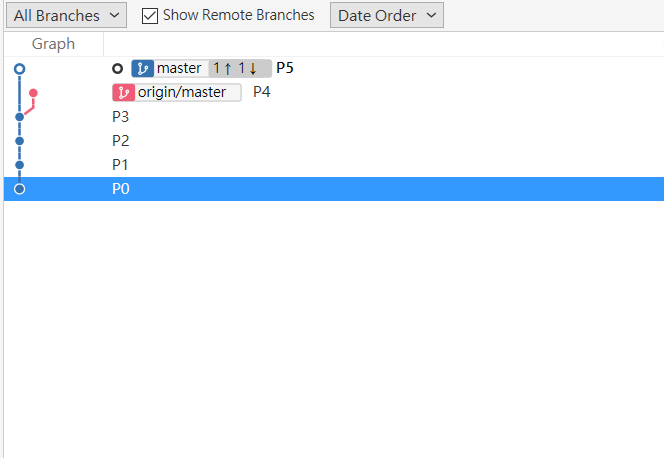 All Branches Show Remote Branches Date Order
Graph
master 1↑ 1↓ P5
origin/master P4
P3
P2
P1
P0